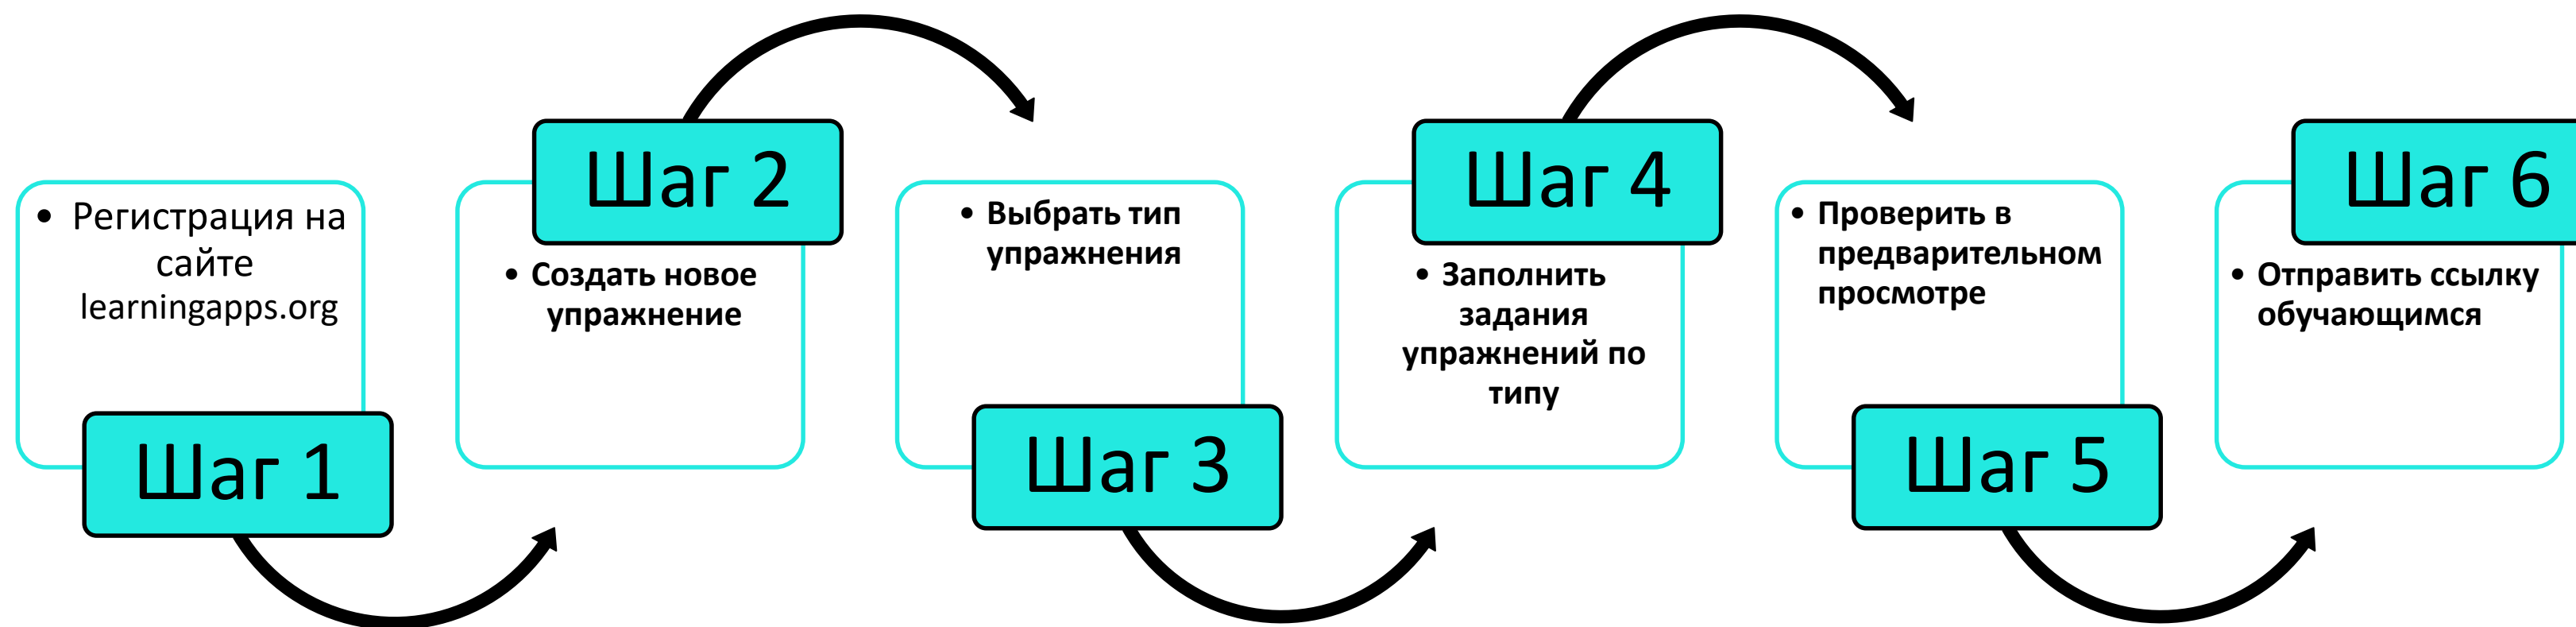 • Регистрация на
сайте
learningapps.org
Шаг 1
Шаг 2
• Создать новое
упражнение
• Выбрать тип
упражнения
Шаг 3
Шаг 4
• Заполнить
задания
упражнений по
типу
• Проверить в
предварительном
просмотре
Шаг 5
Шаг 6
• Отправить ссылку
обучающимся